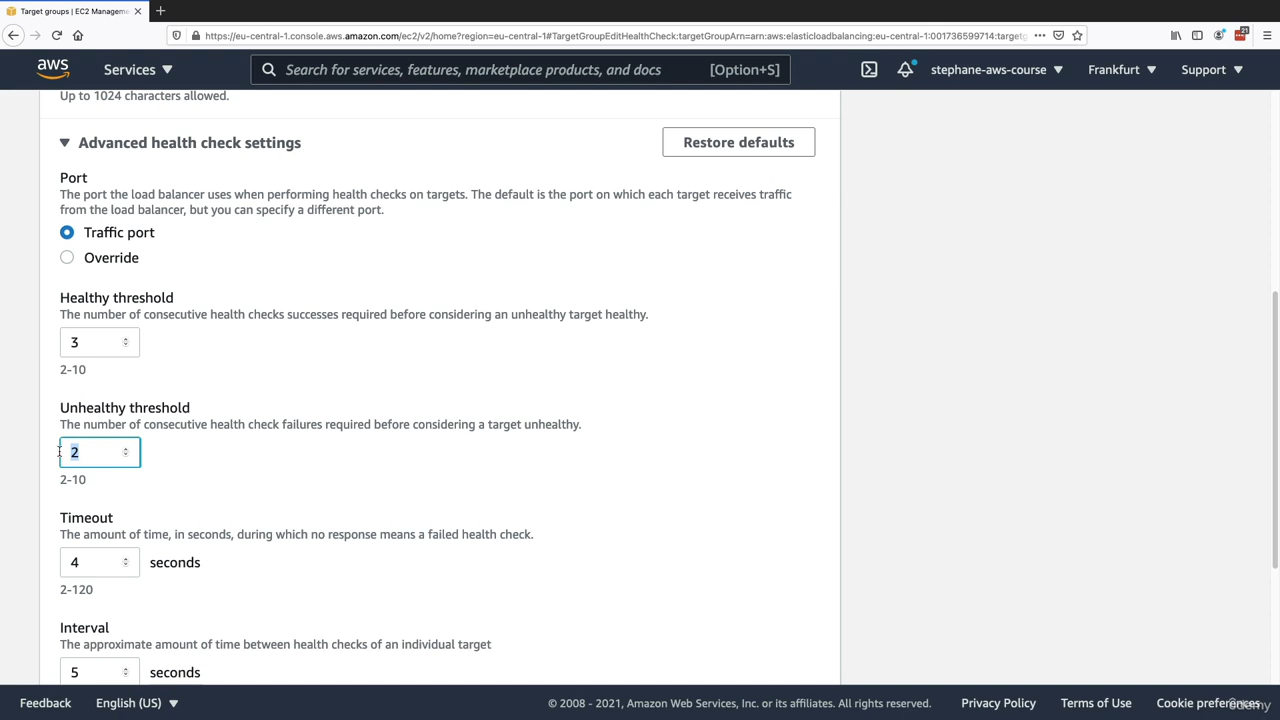 Target groups | EC2 Manageme
https://eu-central-1.console.aws.amazon.com/ec2/v2/home?region=eu-central-1#TargetGroupEditHealthCheck:targetGroupArn=arn:aws:elasticloadbalancing:eu-central-1:001736599714:targetg
21
aws
Services
Search for services, features, marketplace products, and docs
[Option+S]
stephane-aws-course
Frankfurt
Support
Up to 1024 characters allowed.
Advanced health check settings
Restore defaults
Port
The port the load balancer uses when performing health checks on targets. The default is the port on which each target receives traffic
from the load balancer, but you can specify a different port.
Traffic port
Override
Healthy threshold
The number of consecutive health checks successes required before considering an unhealthy target healthy.
3
2-10
Unhealthy threshold
The number of consecutive health check failures required before considering a target unhealthy.
2
2-10
Timeout
The amount of time, in seconds, during which no response means a failed health check.
4 seconds
2-120
Interval
The approximate amount of time between health checks of an individual target
5 seconds
Feedback
English (US)
© 2008 - 2021, Amazon Web Services, Inc. or its affiliates. All rights reserved.
Privacy Policy
Terms of Use
Cookie preferences
Udemy